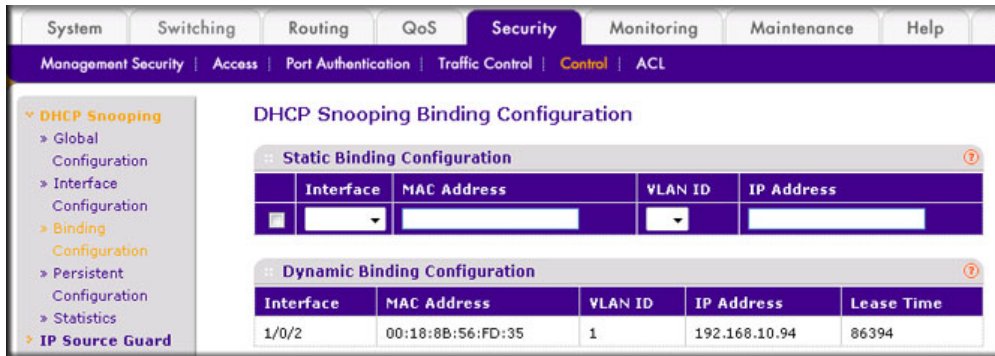 System Switching Routing QoS Security Monitoring Maintenance Help
Management Security | Access | Port Authentication | Traffic Control | Control | ACL
DHCP Snooping
» Global
Configuration
» Interface
Configuration
» Binding
Configuration
» Persistent
Configuration
» Statistics
IP Source Guard
DHCP Snooping Binding Configuration
Static Binding Configuration ?
Interface MAC Address VLAN ID IP Address
Dynamic Binding Configuration ?
Interface MAC Address VLAN ID IP Address Lease Time
1/0/2 00:18:8B:56:FD:35 1 192.168.10.94 86394